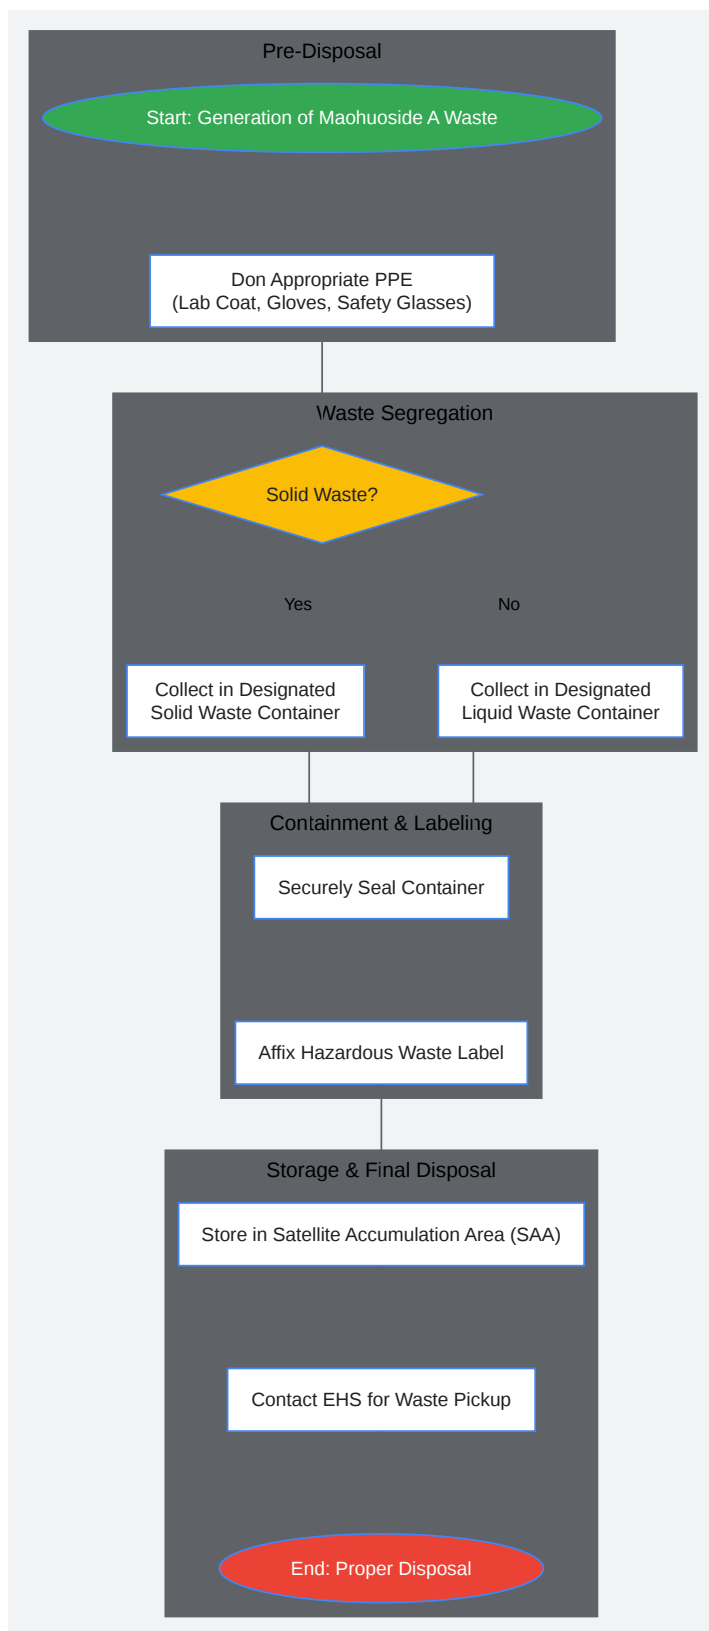 Pre-Disposal
Start: Generation of Maohuoside A Waste
Don Appropriate PPE
(Lab Coat, Gloves, Safety Glasses)
Waste Segregation
Solid Waste?
Yes
No
Collect in Designated
Solid Waste Container
Collect in Designated
Liquid Waste Container
Containment & Labeling
Securely Seal Container
Affix Hazardous Waste Label
Storage & Final Disposal
Store in Satellite Accumulation Area (SAA)
Contact EHS for Waste Pickup
End: Proper Disposal